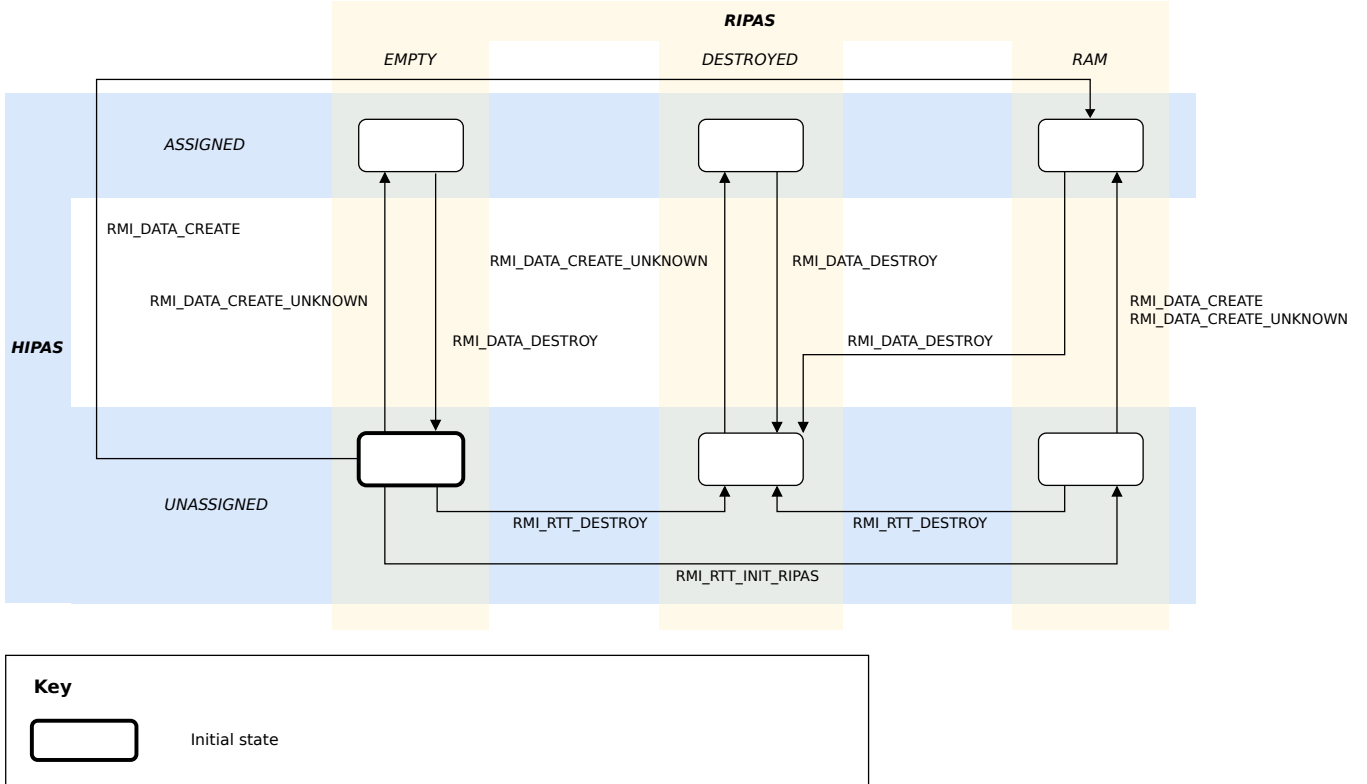 RIPAS
EMPTY
DESTROYED
RAM
ASSIGNED
RMI_DATA_CREATE
RMI_DATA_CREATE_UNKNOWN
RMI_DATA_DESTROY
RMI_DATA_CREATE_UNKNOWN
RMI_DATA_DESTROY
RMI_DATA_CREATE
RMI_DATA_CREATE_UNKNOWN
HIPAS
RMI_DATA_DESTROY
RMI_DATA_DESTROY
UNASSIGNED
RMI_RTT_DESTROY
RMI_RTT_DESTROY
RMI_RTT_INIT_RIPAS
Key
Initial state